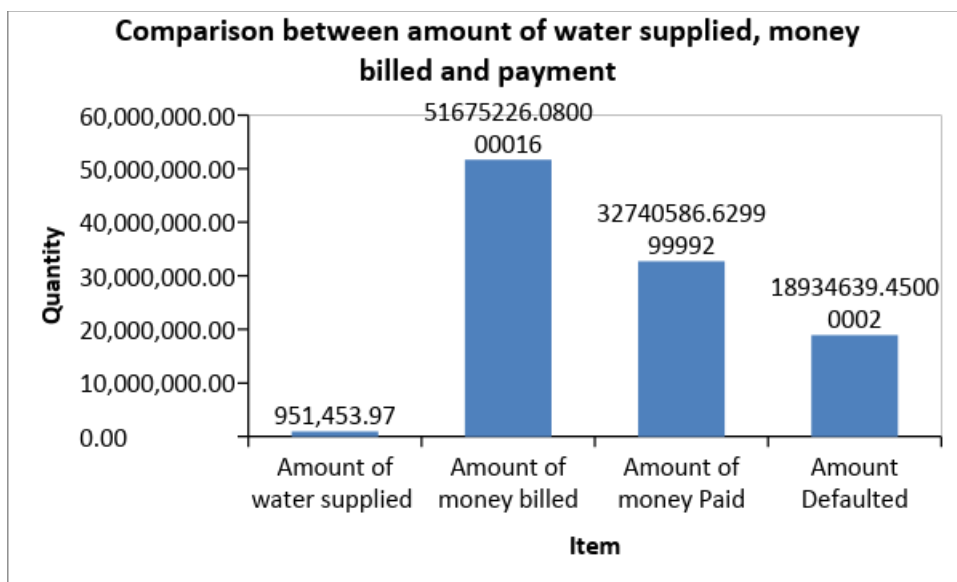 Comparison between amount of water supplied, money
billed and payment
60,000,000.00
50,000,000.00
40,000,000.00
30,000,000.00
20,000,000.00
10,000,000.00
0.00
Quantity
951,453.97
51675226.0800
00016
32740586.6299
99992
18934639.4500
0002
Amount of
water supplied
Amount of
money billed
Amount of
money Paid
Amount
Defaulted
Item